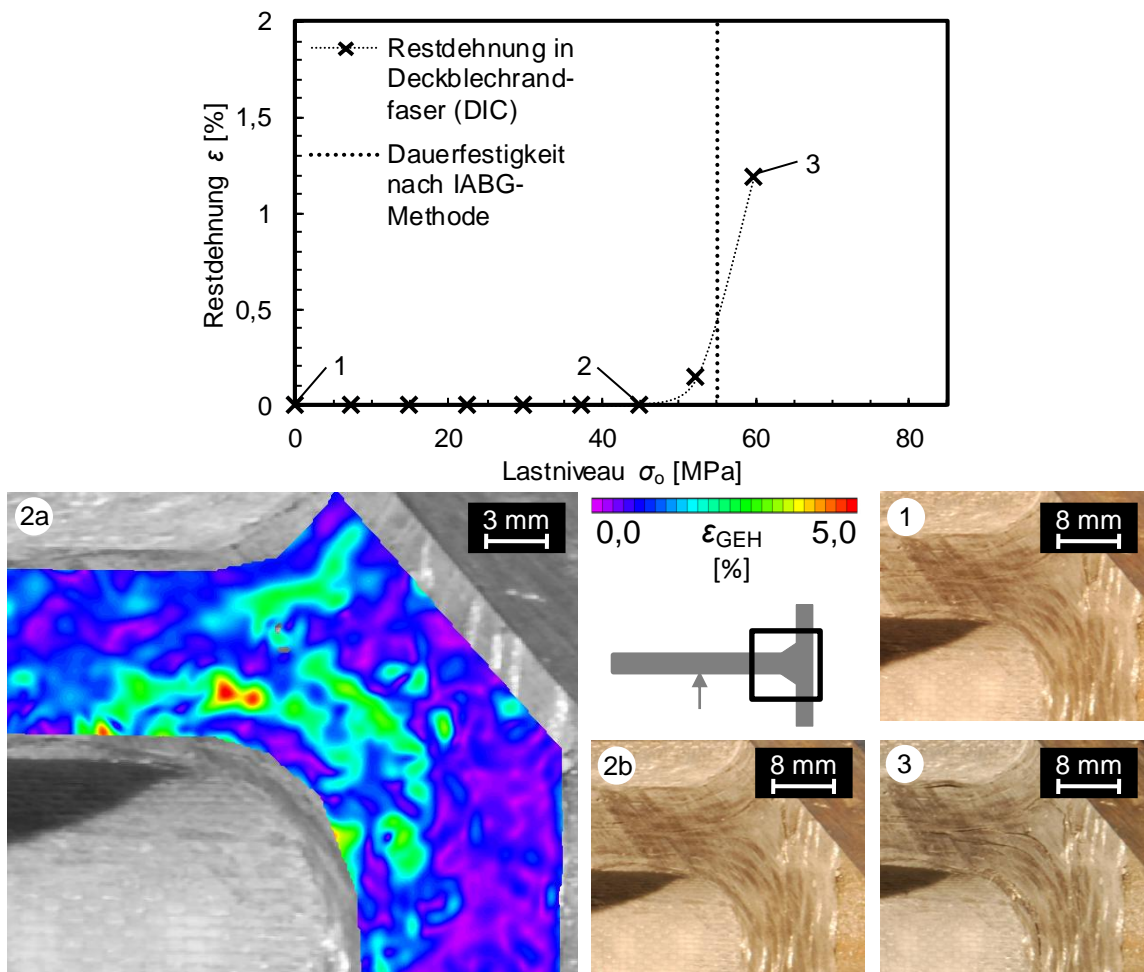 2
1,5
1
0,5
0
Restdehnung ε [%]
Restdehnung in
Deckblechrand-
faser (DIC)
Dauerfestigkeit
nach IABG-
Methode
1
2
3
0 20 40 60 80
Lastniveau σo [MPa]
2a
3 mm
0,0 εGEH 5,0
[%]
1
8 mm
2b
8 mm
3
8 mm